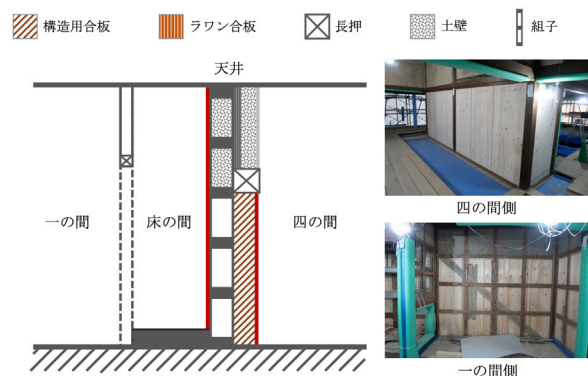 構造用合板
ラワン合板
長押
土壁
組子
天井
一の間
床の間
四の間
四の間側
一の間側